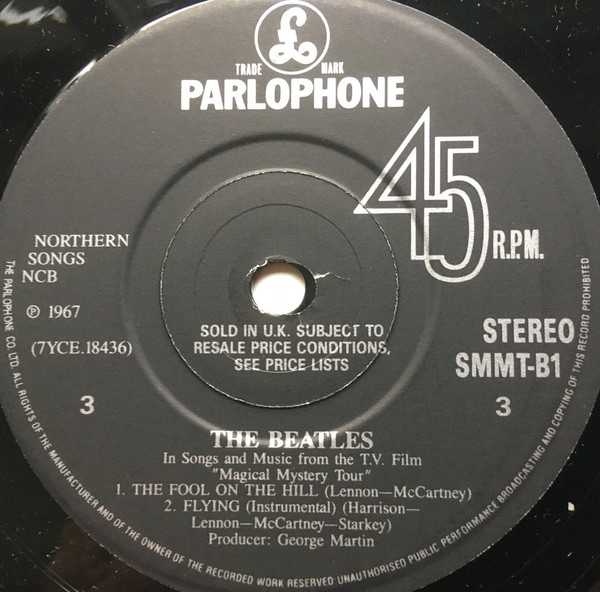 £
TRADE MARK
PARLOPHONE
45
R.P.M.
NORTHERN
SONGS
NCB
℗ 1967
(7YCE.18436)
3
SOLD IN U.K. SUBJECT TO
RESALE PRICE CONDITIONS,
SEE PRICE LISTS
STEREO
SMMT-B1
3
THE BEATLES
In Songs and Music from the T.V. Film
"Magical Mystery Tour"
1. THE FOOL ON THE HILL (Lennon—McCartney)
2. FLYING (Instrumental) (Harrison—
Lennon—McCartney—Starkey)
Producer: George Martin
THE PARLOPHONE CO. LTD. ALL RIGHTS OF THE MANUFACTURER AND OF THE OWNER OF THE RECORDED WORK RESERVED UNAUTHORISED PUBLIC PERFORMANCE BROADCASTING AND COPYING OF THIS RECORD PROHIBITED